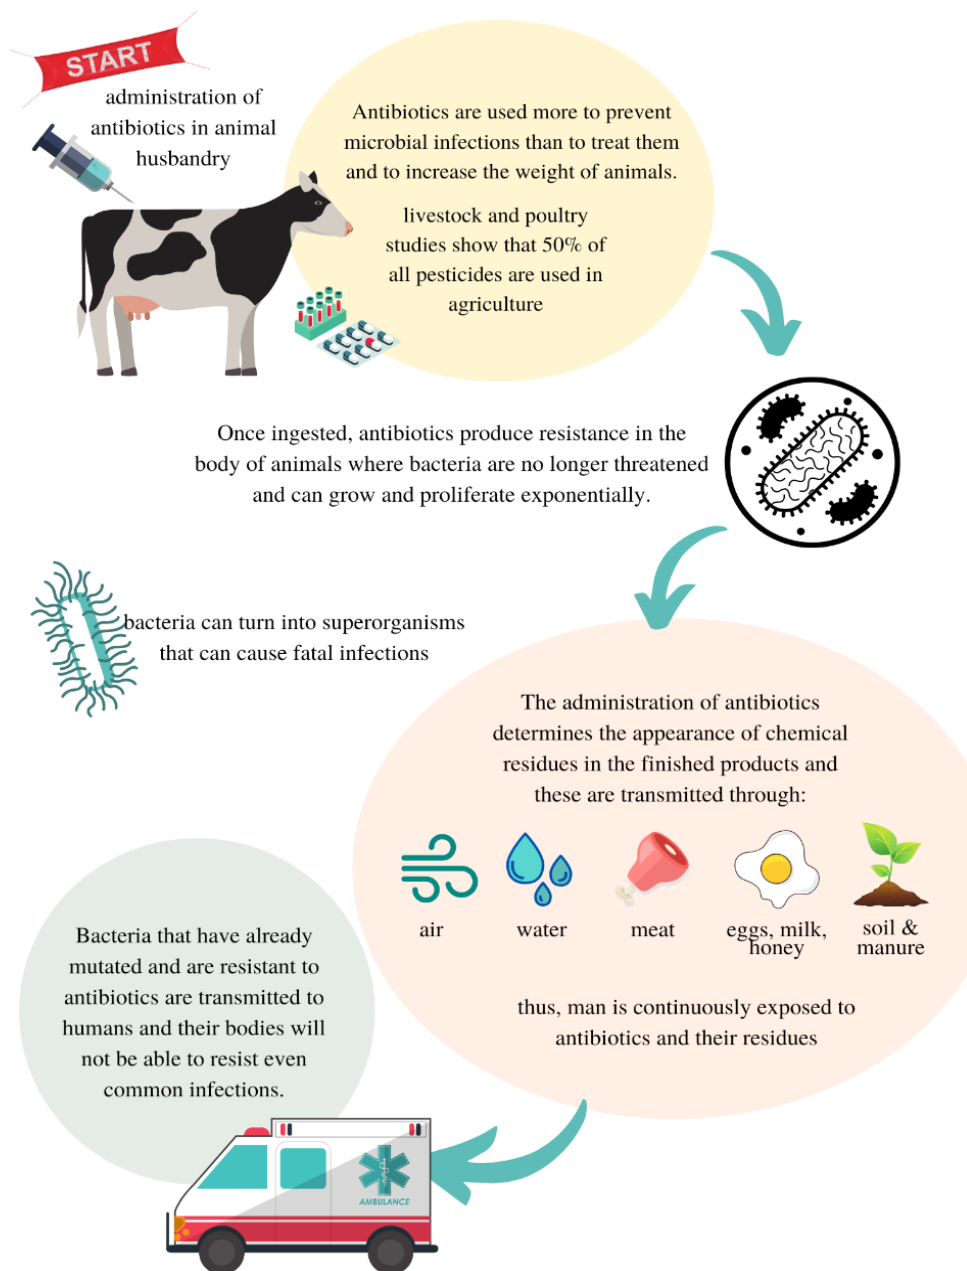 START
administration of
antibiotics in animal
husbandry
Antibiotics are used more to prevent
microbial infections than to treat them
and to increase the weight of animals.
livestock and poultry
studies show that 50% of
all pesticides are used in
agriculture
Once ingested, antibiotics produce resistance in the
body of animals where bacteria are no longer threatened
and can grow and proliferate exponentially.
bacteria can turn into superorganisms
that can cause fatal infections
The administration of antibiotics
determines the appearance of chemical
residues in the finished products and
these are transmitted through:
air
water
meat
eggs, milk,
honey
soil &
manure
thus, man is continuously exposed to
antibiotics and their residues
Bacteria that have already
mutated and are resistant to
antibiotics are transmitted to
humans and their bodies will
not be able to resist even
common infections.
AMBULANCE